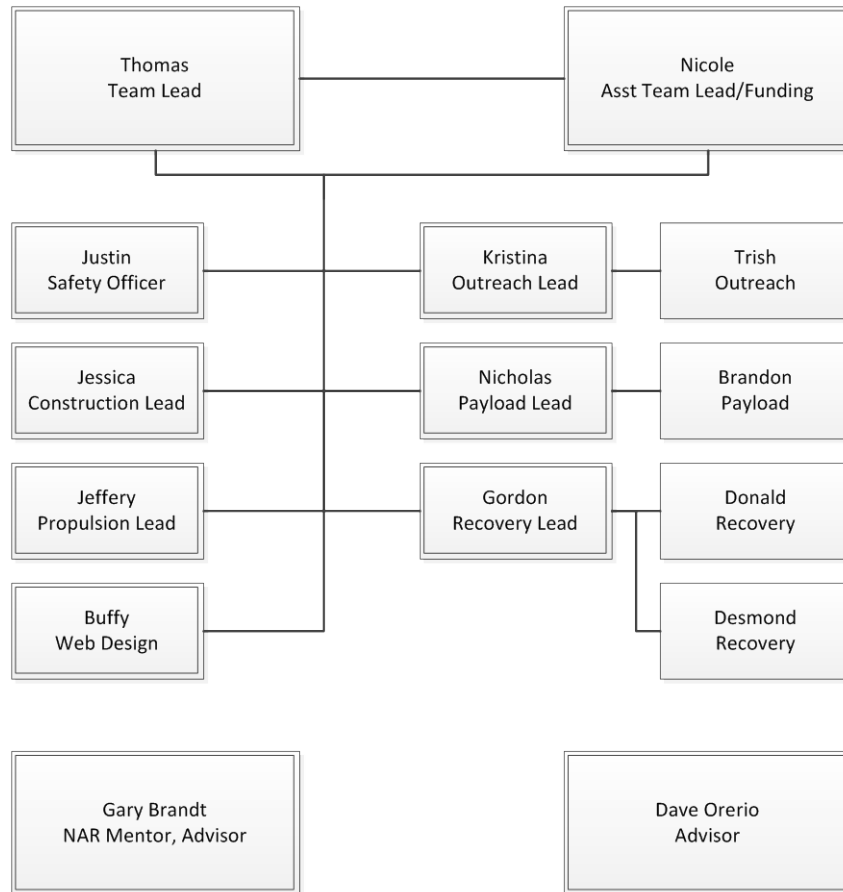 Thomas
Team Lead
Nicole
Asst Team Lead/Funding
Justin
Safety Officer
Kristina
Outreach Lead
Trish
Outreach
Jessica
Construction Lead
Nicholas
Payload Lead
Brandon
Payload
Jeffery
Propulsion Lead
Gordon
Recovery Lead
Donald
Recovery
Buffy
Web Design
Desmond
Recovery
Gary Brandt
NAR Mentor, Advisor
Dave Orerio
Advisor